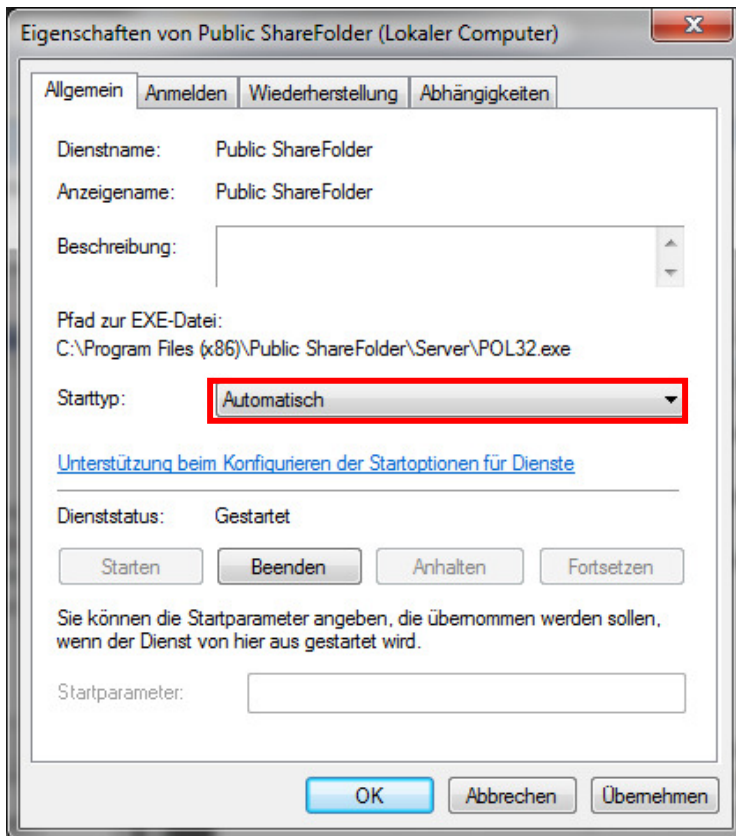 Eigenschaften von Public ShareFolder (Lokaler Computer)
Allgemein Anmelden Wiederherstellung Abhängigkeiten
Dienstname: Public ShareFolder
Anzeigename: Public ShareFolder
Beschreibung:
Pfad zur EXE-Datei:
C:\Program Files (x86)\Public ShareFolder\Server\POL32.exe
Starttyp: Automatisch
Unterstützung beim Konfigurieren der Startoptionen für Dienste
Dienststatus: Gestartet
Starten Beenden Anhalten Fortsetzen
Sie können die Startparameter angeben, die übernommen werden sollen,
wenn der Dienst von hier aus gestartet wird.
Startparameter:
OK Abbrechen Übernehmen